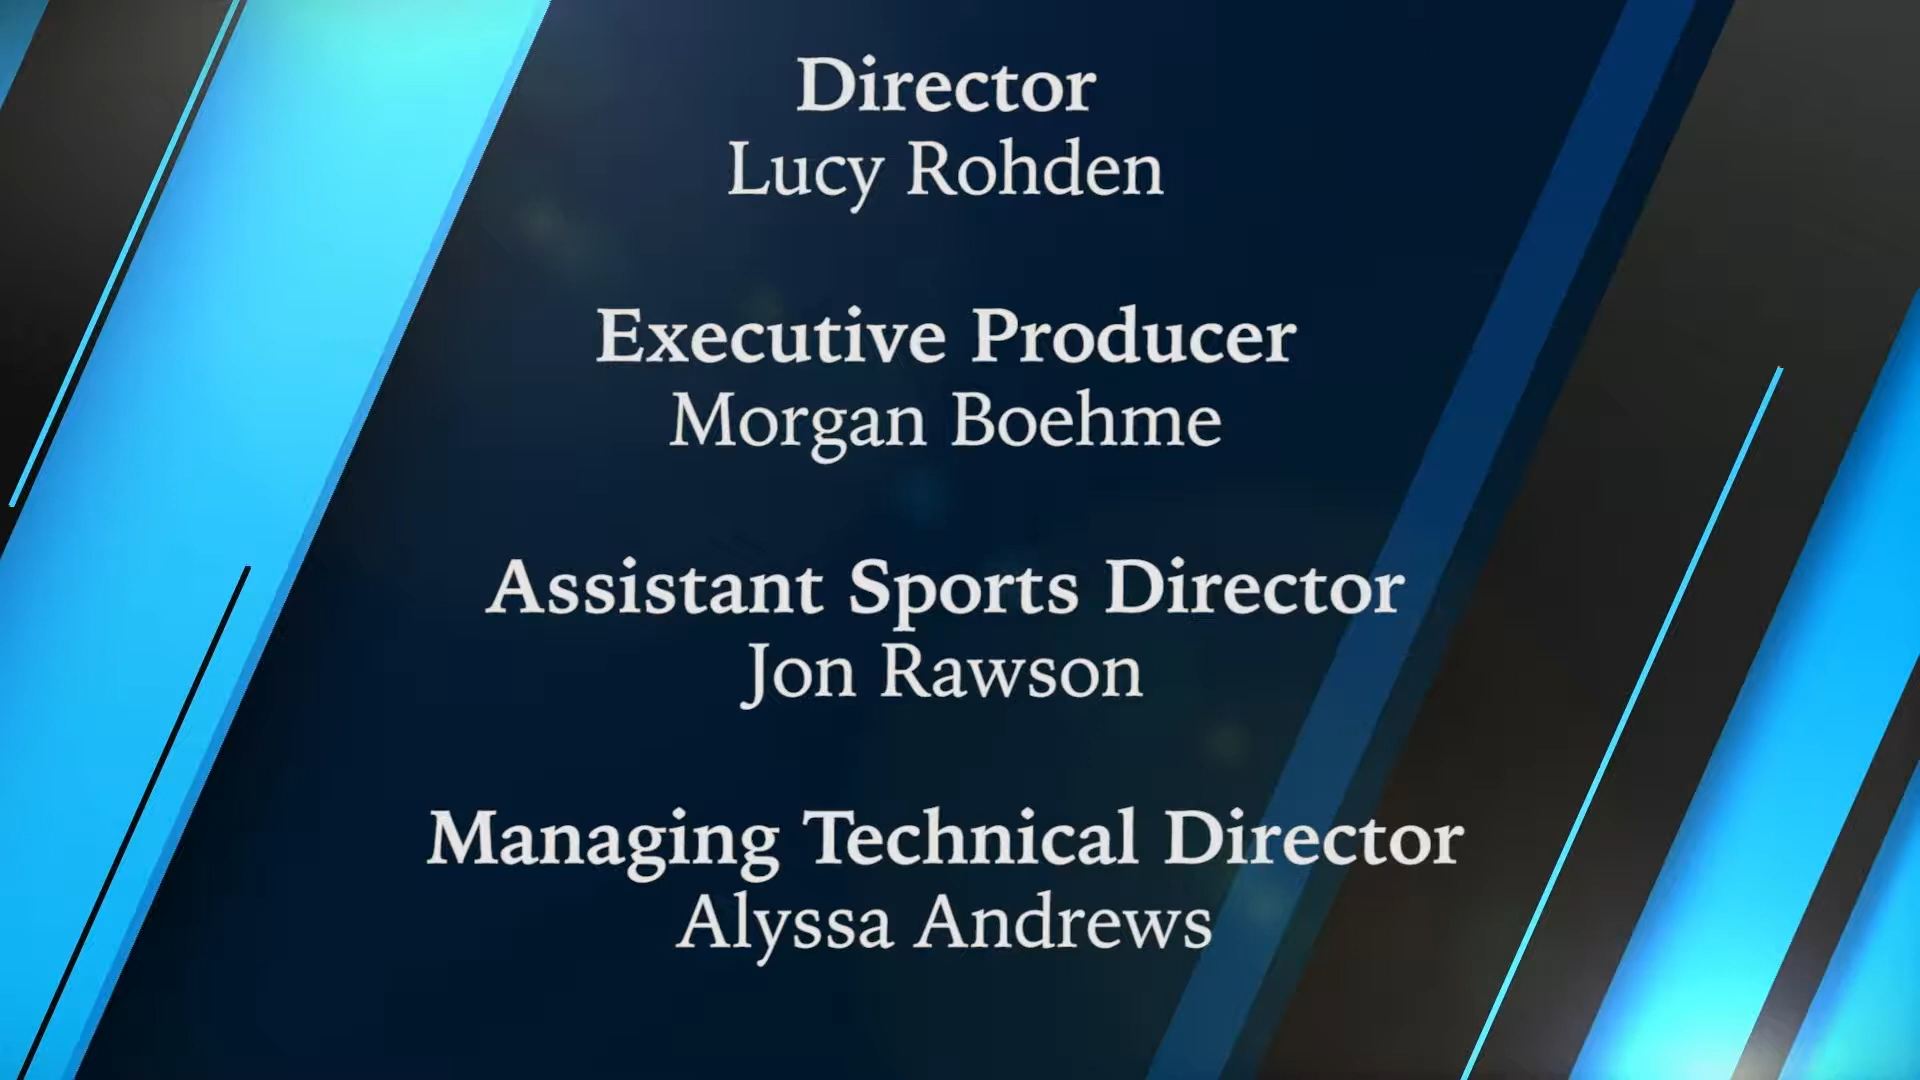 Director
Lucy Rohden
Executive Producer
Morgan Boehme
Assistant Sports Director
Jon Rawson
Managing Technical Director
Alyssa Andrews